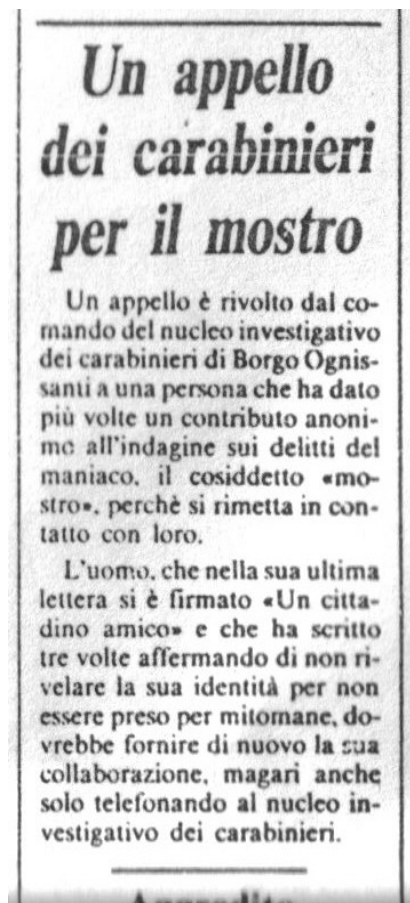 Un appello
dei carabinieri
per il mostro
Un appello è rivolto dal co-
mando del nucleo investigativo
dei carabinieri di Borgo Ognis-
santi a una persona che ha dato
più volte un contributo anoni-
mo all'indagine sui delitti del
maniaco, il cosiddetto «mo-
stro», perchè si rimetta in con-
tatto con loro.
L'uomo, che nella sua ultima
lettera si è firmato «Un citta-
dino amico» e che ha scritto
tre volte affermando di non ri-
velare la sua identità per non
essere preso per mitomane, do-
vrebbe fornire di nuovo la sua
collaborazione, magari anche
solo telefonando al nucleo in-
vestigativo dei carabinieri.